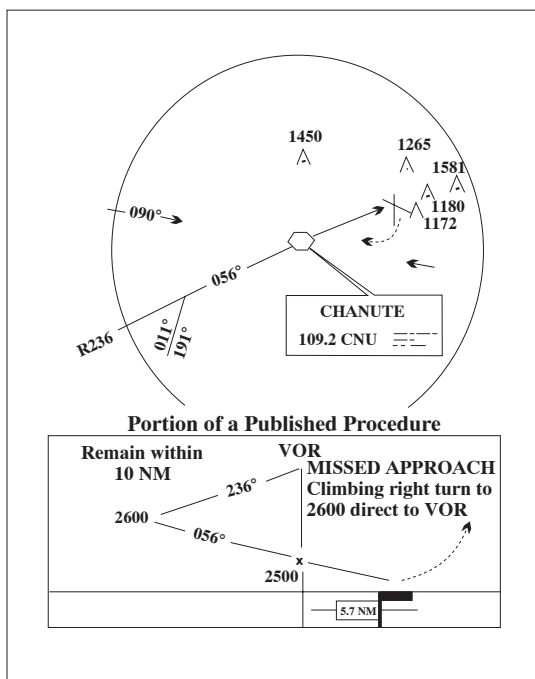 1450
1265
1581
1180
1172
090°
056°
R236
011°
191°
CHANUTE
109.2 CNU
Portion of a Published Procedure
Remain within
10 NM
VOR
MISSED APPROACH
Climbing right turn to
2600 direct to VOR
236°
2600
056°
x
2500
5.7 NM